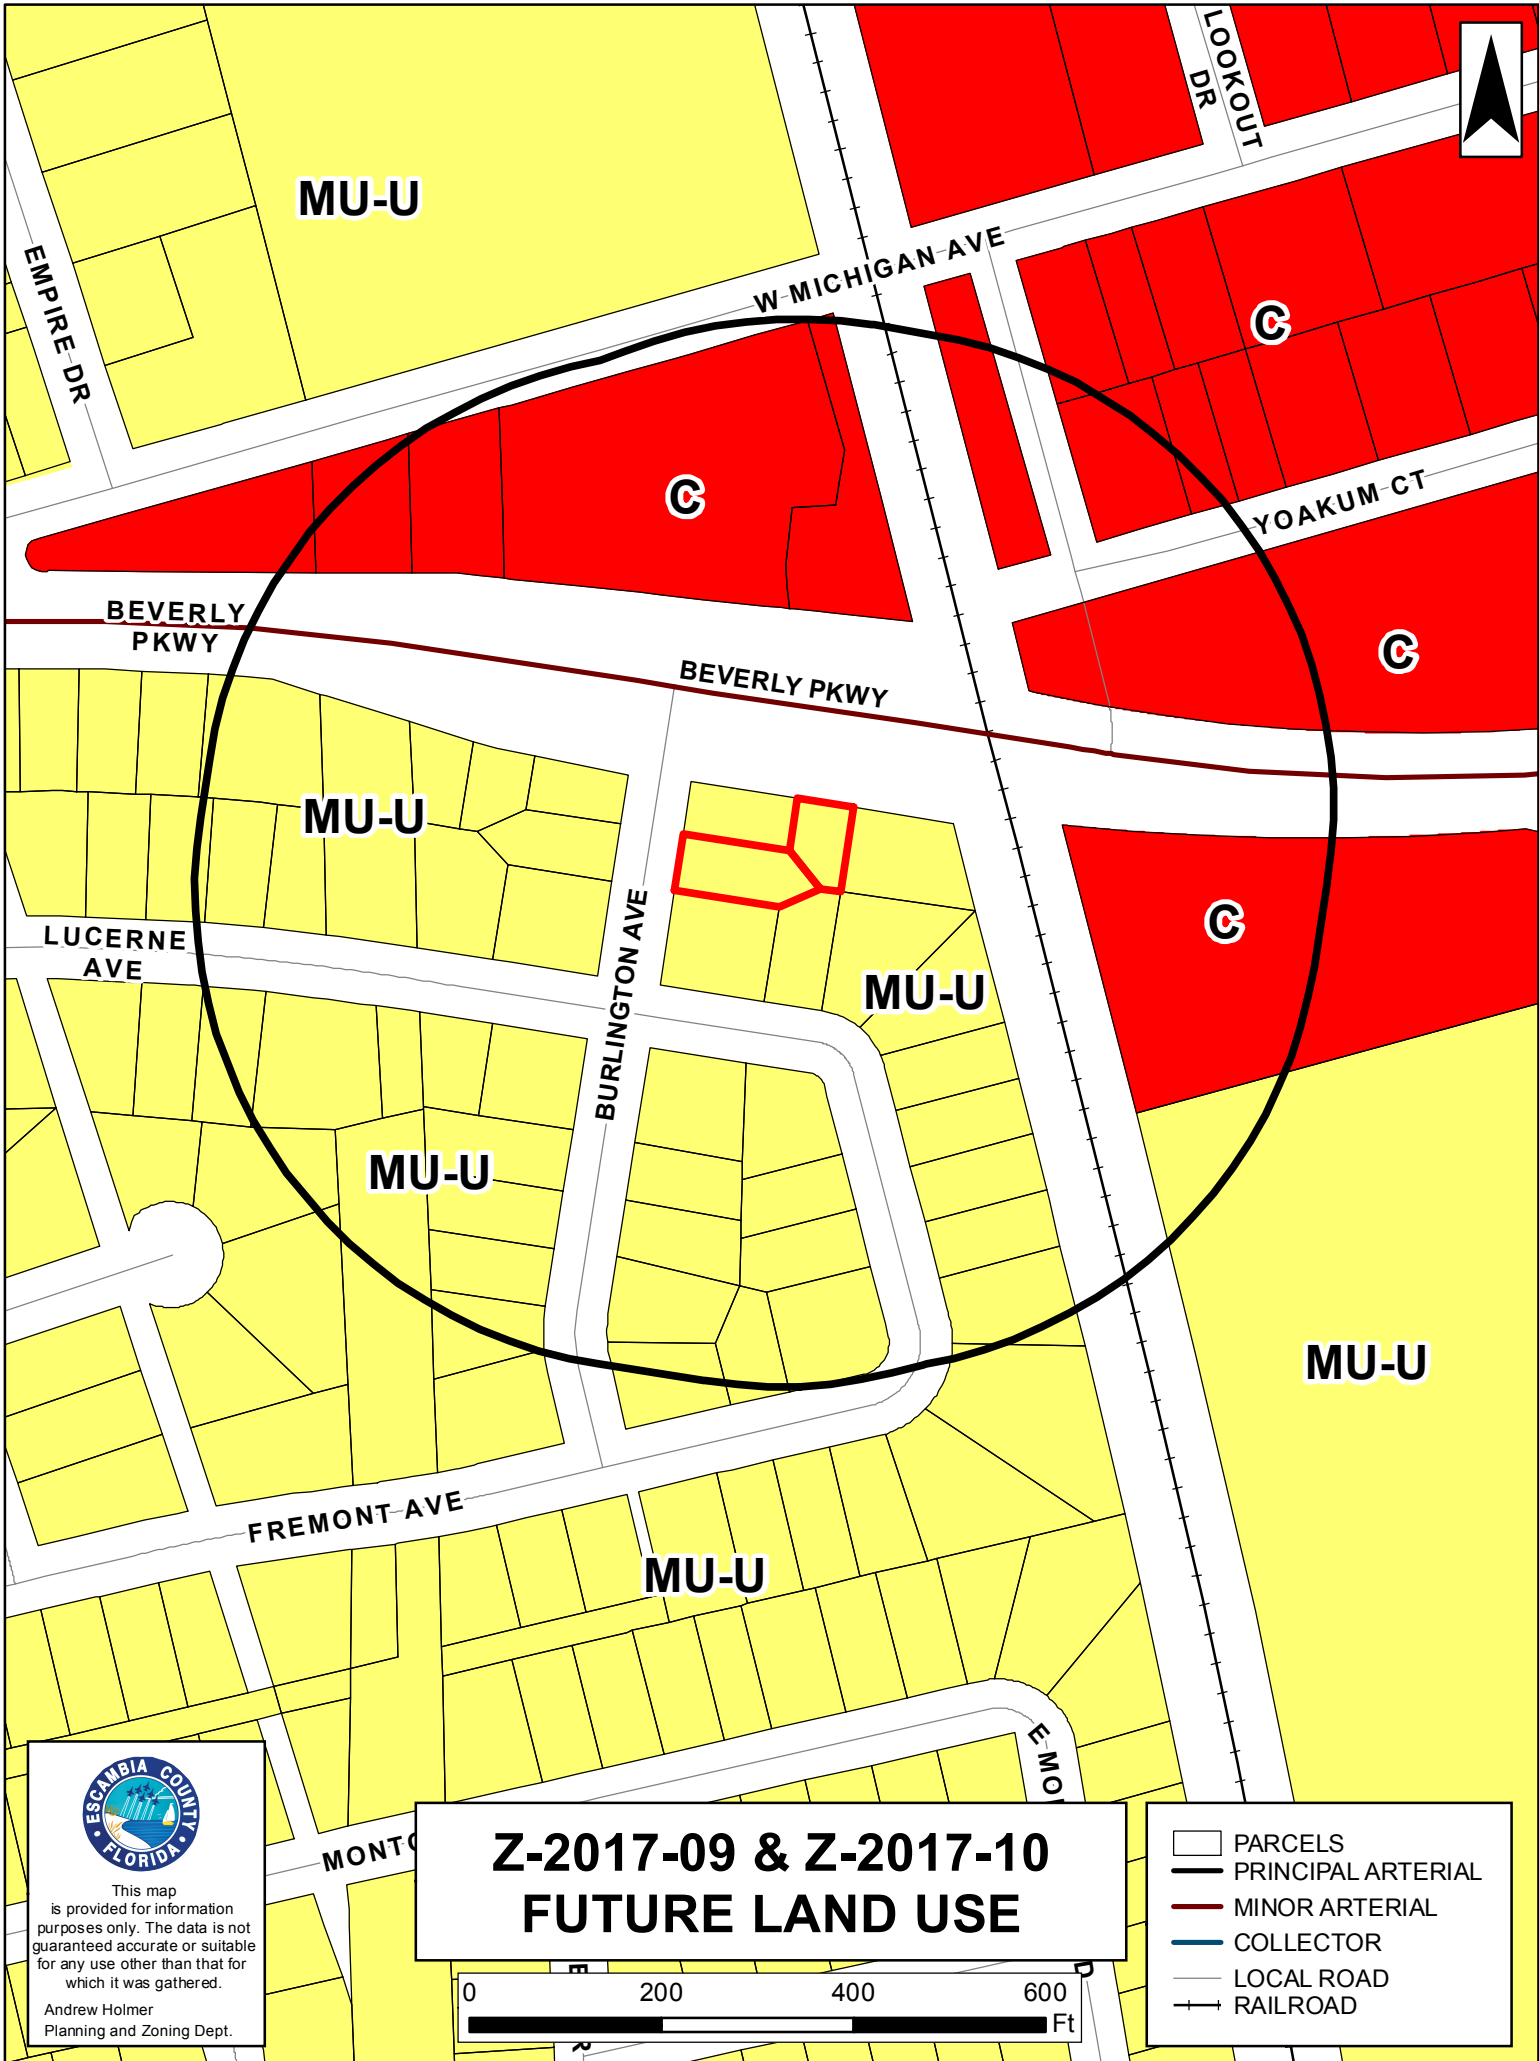 LOOKOUT
DR
MU-U
EMPIRE DR
W MICHIGAN AVE
C
C
YOAKUM CT
BEVERLY
PKWY
BEVERLY PKWY
C
MU-U
C
LUCERNE
AVE
BURLINGTON AVE
MU-U
MU-U
MU-U
FREMONT AVE
MU-U
E MO
MONT
D
ESCAMBIA COUNTY
FLORIDA
This map
is provided for information
purposes only. The data is not
guaranteed accurate or suitable
for any use other than that for
which it was gathered.
Andrew Holmer
Planning and Zoning Dept.
Z-2017-09 & Z-2017-10
FUTURE LAND USE
0 200 400 600
Ft
PARCELS
PRINCIPAL ARTERIAL
MINOR ARTERIAL
COLLECTOR
LOCAL ROAD
RAILROAD